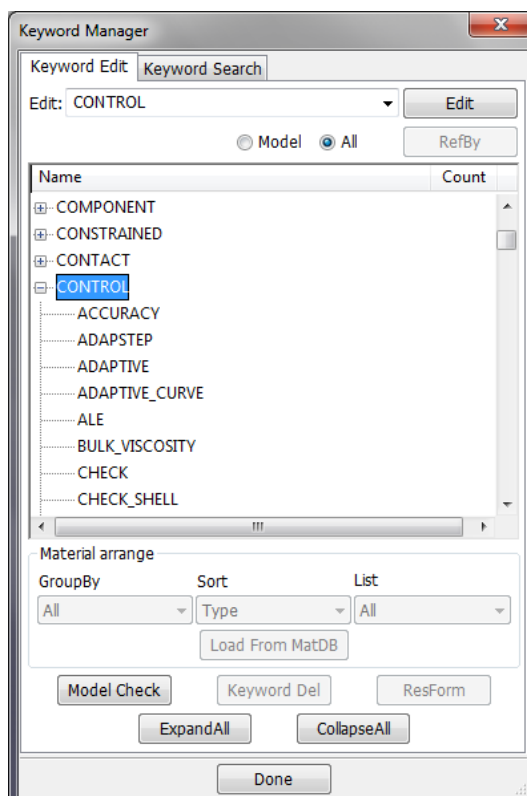 Keyword Manager
Keyword Edit Keyword Search
Edit: CONTROL Edit
Model All RefBy
Name Count
COMPONENT
CONSTRAINED
CONTACT
CONTROL
ACCURACY
ADAPSTEP
ADAPTIVE
ADAPTIVE_CURVE
ALE
BULK_VISCOSITY
CHECK
CHECK_SHELL
Material arrange
GroupBy Sort List
All Type All
Load From MatDB
Model Check Keyword Del ResForm
ExpandAll CollapseAll
Done